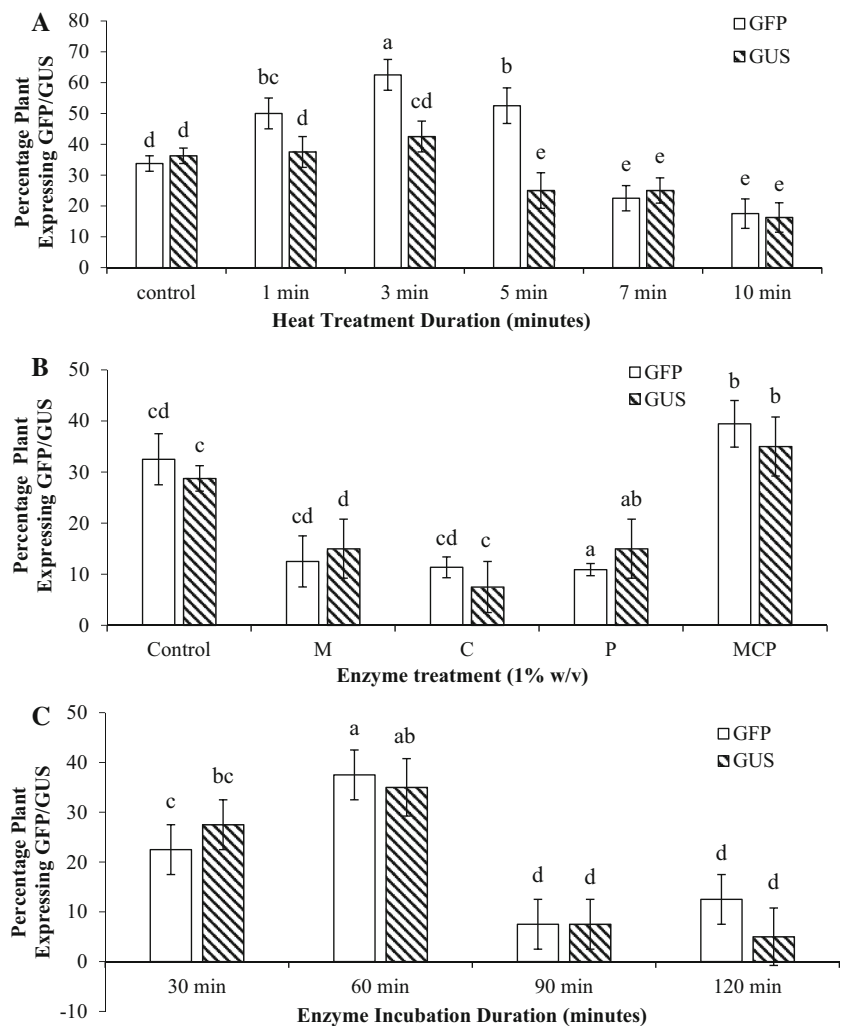 A
Percentage Plant
Expressing GFP/GUS
80
70
60
50
40
30
20
10
0
GFP
GUS
d
d
bc
d
a
cd
b
e
e
e
e
e
control
1 min
3 min
5 min
7 min
10 min
Heat Treatment Duration (minutes)
B
Percentage Plant
Expressing GFP/GUS
50
40
30
20
10
0
GFP
GUS
cd
c
cd
d
cd
c
a
ab
b
b
Control
M
C
P
MCP
Enzyme treatment (1% w/v)
C
Percentage Plant
Expressing GFP/GUS
50
40
30
20
10
0
-10
GFP
GUS
c
bc
a
ab
d
d
d
d
30 min
60 min
90 min
120 min
Enzyme Incubation Duration (minutes)